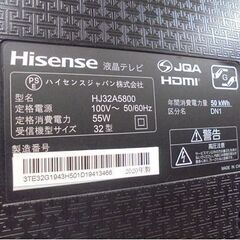 Hisense 液晶テレビ
PS E
JQA
HDMI
G
ハイセンスジャパン株式会社
型名 HJ32A5800
定格電源 100V~ 50/60Hz
定格消費電力 55W
受信機型サイズ 32型
年間消費電力量 50 kWh
区分名 DN1
警告
製造番号
3TE32G1943H501D19413466 2020年製